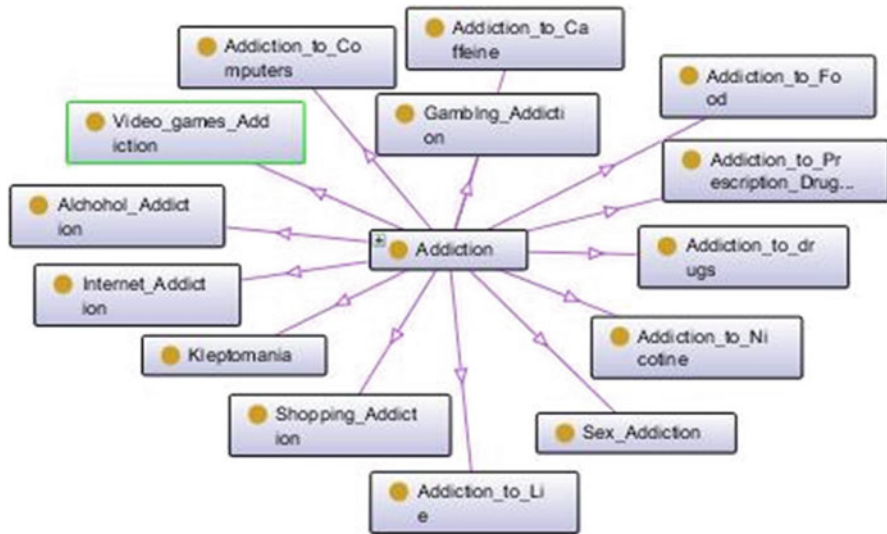 Addiction_to_Co
mputers
Addiction_to_Ca
ffeine
Addiction_to_Fo
od
Video_games_Add
iction
Gambing_Addicti
on
Addiction_to_Pr
escription_Drug...
Alchohol_Addict
ion
Addiction
Addiction_to_dr
ugs
Internet_Addict
ion
Kleptomania
Addiction_to_Ni
cotine
Shopping_Addict
ion
Sex_Addiction
Addiction_to_Li
e